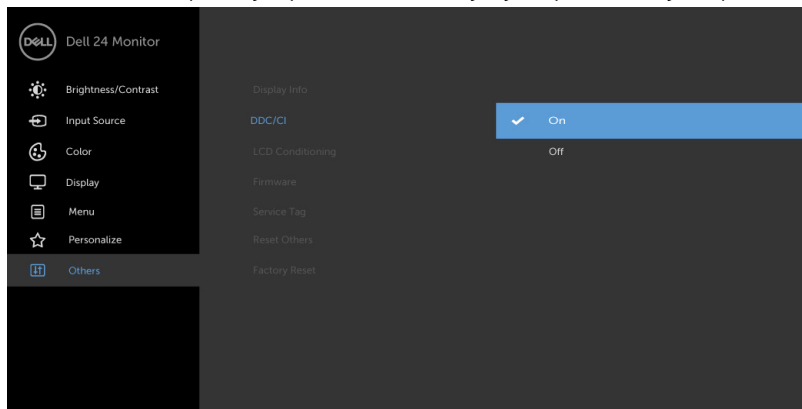 DELL
Dell 24 Monitor
Brightness/Contrast
Input Source
Color
Display
Menu
Personalize
Others
Display Info
DDC/CI
LCD Conditioning
Firmware
Service Tag
Reset Others
Factory Reset
On
Off